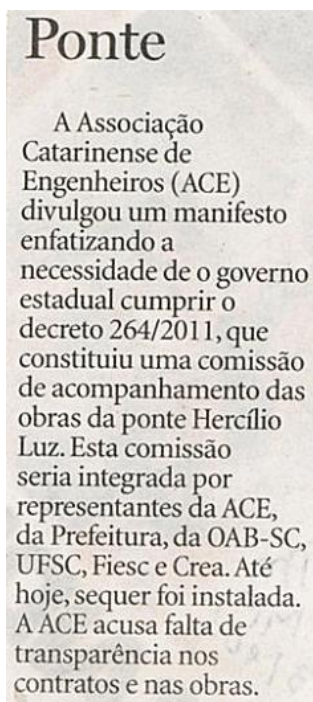 Ponte
A Associação
Catarinense de
Engenheiros (ACE)
divulgou um manifesto
enfatizando a
necessidade de o governo
estadual cumprir o
decreto 264/2011, que
constituiu uma comissão
de acompanhamento das
obras da ponte Hercílio
Luz. Esta comissão
seria integrada por
representantes da ACE,
da Prefeitura, da OAB-SC,
UFSC, Fiesc e Crea. Até
hoje, sequer foi instalada.
A ACE acusa falta de
transparência nos
contratos e nas obras.